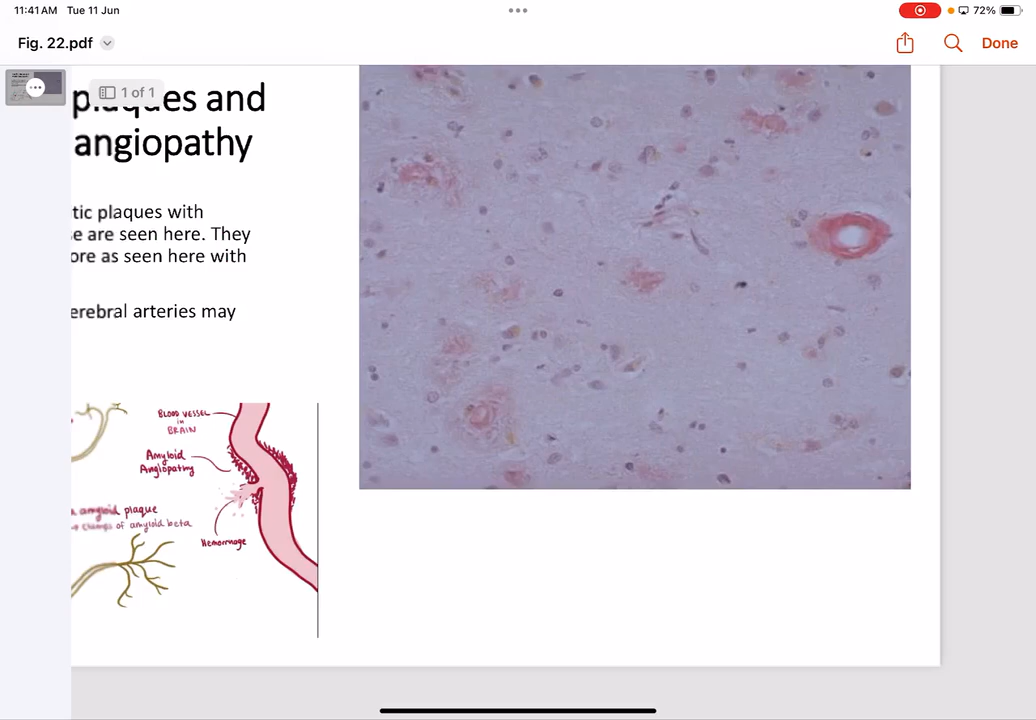 11:41 AM Tue 11 Jun
72%
Fig. 22.pdf
Done
1 of 1
plaques and
angiopathy
tic plaques with
e are seen here. They
ore as seen here with
erebral arteries may
BLOOD VESSEL
in
BRAIN
Amyloid
Angiopathy
amyloid plaque
changs of amyloid beta
Hemorrhage